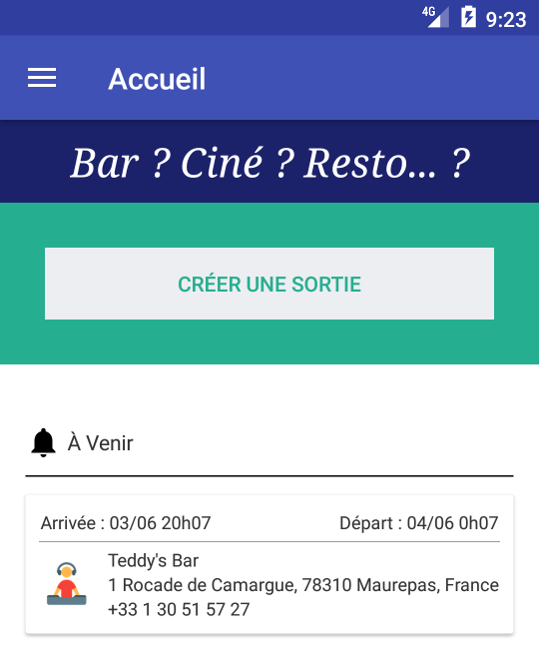 4G 9:23
Accueil
Bar ? Ciné ? Resto... ?
CRÉER UNE SORTIE
À Venir
Arrivée : 03/06 20h07 Départ : 04/06 0h07
Teddy's Bar
1 Rocade de Camargue, 78310 Maurepas, France
+33 1 30 51 57 27